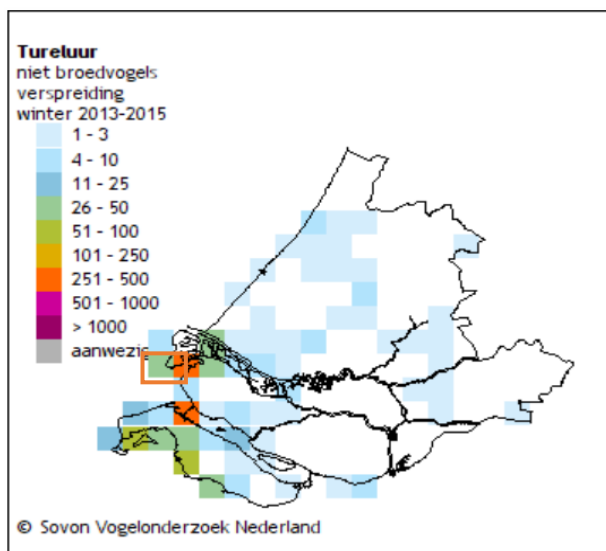 Tureluur
niet broedvogels
verspreiding
winter 2013-2015
1 - 3
4 - 10
11 - 25
26 - 50
51 - 100
101 - 250
251 - 500
501 - 1000
> 1000
aanwezig
© Sovon Vogelonderzoek Nederland